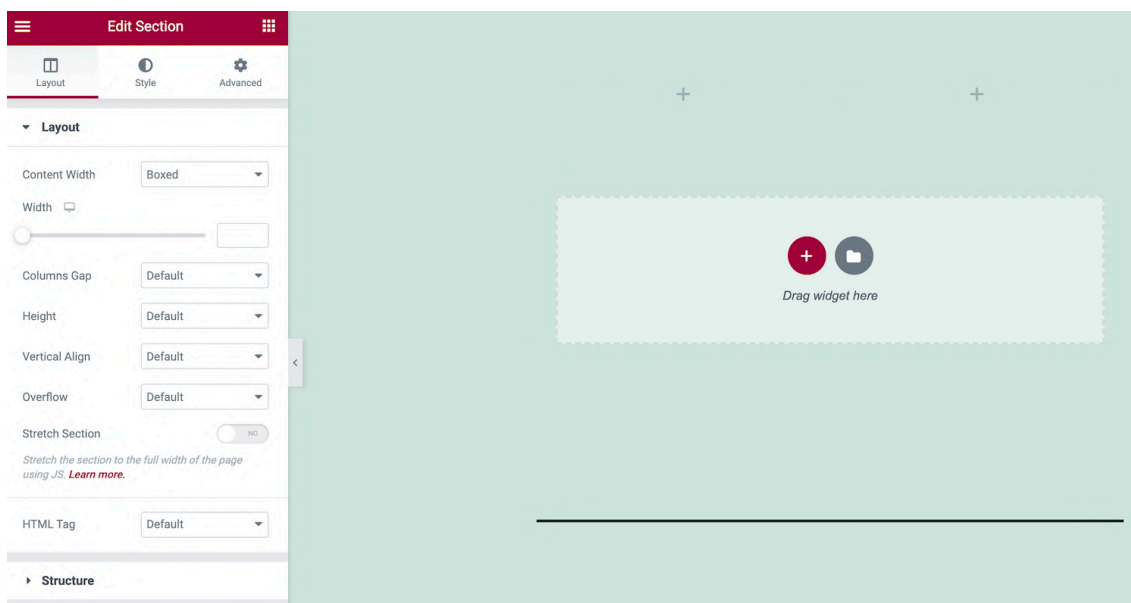 Edit Section
Layout Style Advanced
Layout
Content Width Boxed
Width
Columns Gap Default
Height Default
Vertical Align Default
Overflow Default
Stretch Section NO
Stretch the section to the full width of the page
using JS. Learn more.
HTML Tag Default
Structure
Drag widget here